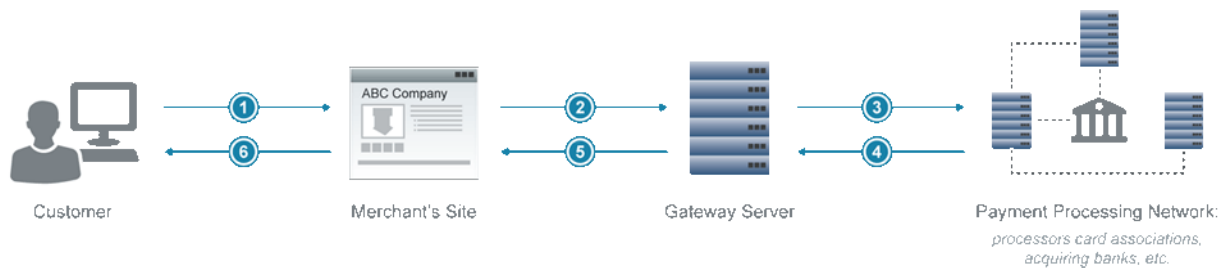 ABC Company
1
2
3
6
5
4
Customer
Merchant's Site
Gateway Server
Payment Processing Network:
processors card associations,
acquiring banks, etc.